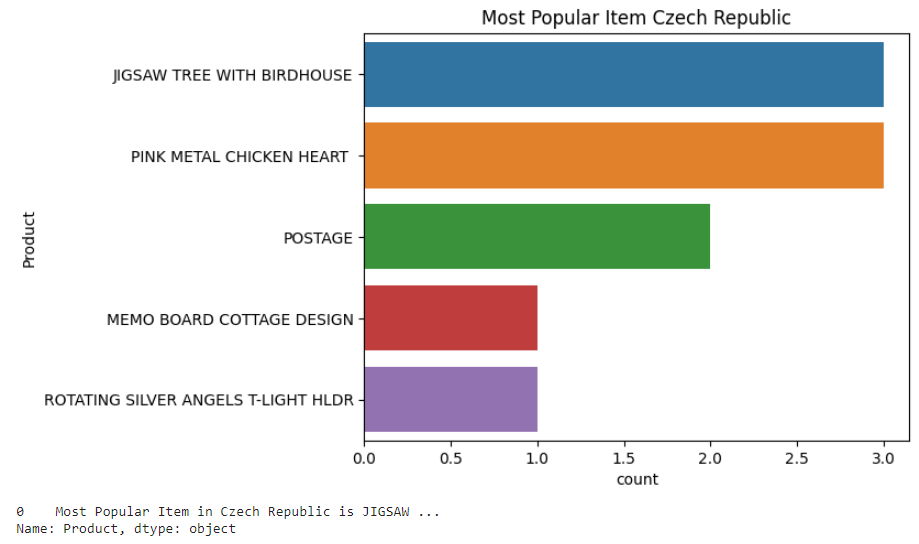 Most Popular Item Czech Republic
JIGSAW TREE WITH BIRDHOUSE
PINK METAL CHICKEN HEART
POSTAGE
MEMO BOARD COTTAGE DESIGN
ROTATING SILVER ANGELS T-LIGHT HLDR
Product
0.0 0.5 1.0 1.5 2.0 2.5 3.0
count
0    Most Popular Item in Czech Republic is JIGSAW ...
Name: Product, dtype: object